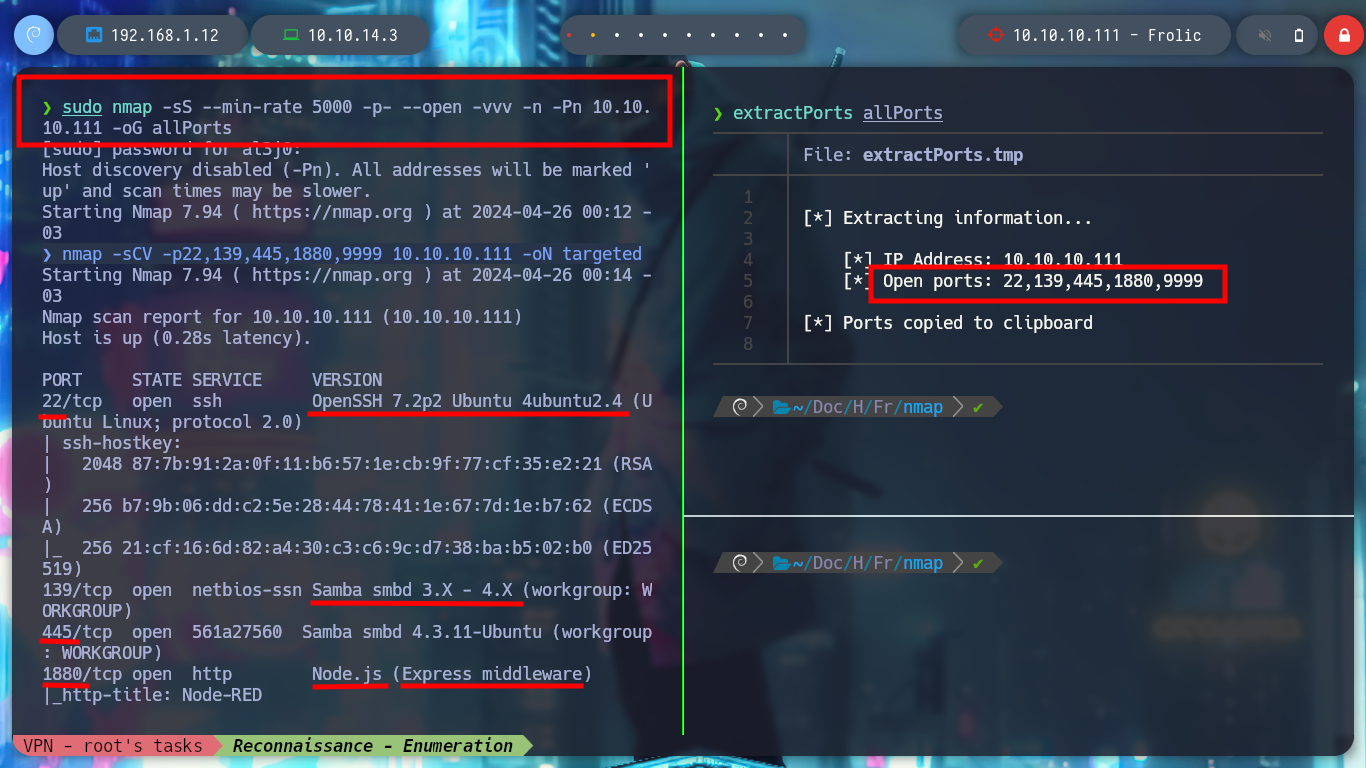 192.168.1.12
10.10.14.3
10.10.10.111 - Frolic
❯ sudo nmap -sS --min-rate 5000 -p- --open -vvv -n -Pn 10.10.
10.111 -oG allPorts
[sudo] password for al3j0:
Host discovery disabled (-Pn). All addresses will be marked '
up' and scan times may be slower.
Starting Nmap 7.94 ( https://nmap.org ) at 2024-04-26 00:12 -
03
❯ nmap -sCV -p22,139,445,1880,9999 10.10.10.111 -oN targeted
Starting Nmap 7.94 ( https://nmap.org ) at 2024-04-26 00:14 -
03
Nmap scan report for 10.10.10.111 (10.10.10.111)
Host is up (0.28s latency).
PORT     STATE SERVICE     VERSION
22/tcp   open  ssh         OpenSSH 7.2p2 Ubuntu 4ubuntu2.4 (U
buntu Linux; protocol 2.0)
| ssh-hostkey:
|   2048 87:7b:91:2a:0f:11:b6:57:1e:cb:9f:77:cf:35:e2:21 (RSA
)
|   256 b7:9b:06:dd:c2:5e:28:44:78:41:1e:67:7d:1e:b7:62 (ECDS
A)
|_  256 21:cf:16:6d:82:a4:30:c3:c6:9c:d7:38:ba:b5:02:b0 (ED25
519)
139/tcp  open  netbios-ssn Samba smbd 3.X - 4.X (workgroup: W
ORKGROUP)
445/tcp  open  561a27560  Samba smbd 4.3.11-Ubuntu (workgroup
: WORKGROUP)
1880/tcp open  http        Node.js (Express middleware)
|_http-title: Node-RED
❯ extractPorts allPorts
File: extractPorts.tmp
1
2 [*] Extracting information...
3
4 [*] IP Address: 10.10.10.111
5 [*] Open ports: 22,139,445,1880,9999
6
7 [*] Ports copied to clipboard
8
~/Doc/H/Fr/nmap ✔
~/Doc/H/Fr/nmap ✔
VPN - root's tasks
Reconnaissance - Enumeration